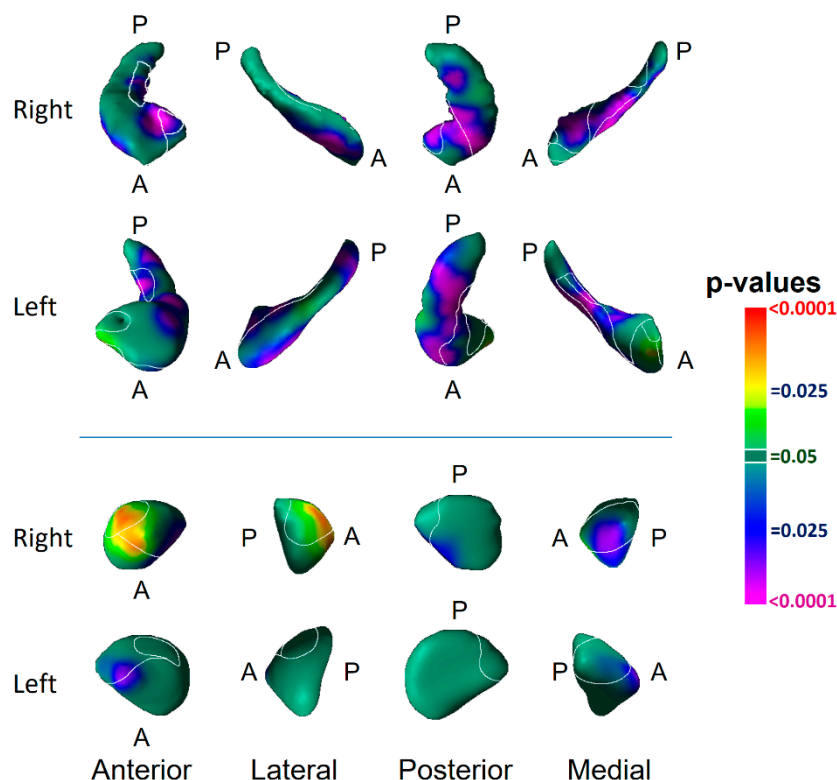 P
P
Right
P
A
A
A
A
P
P
P
Left
P
A
A
A
A
p-values
<0.0001
=0.025
=0.05
=0.025
<0.0001
P
Right
P
A
A
P
A
P
Left
A
P
P
A
A
Anterior Lateral Posterior Medial